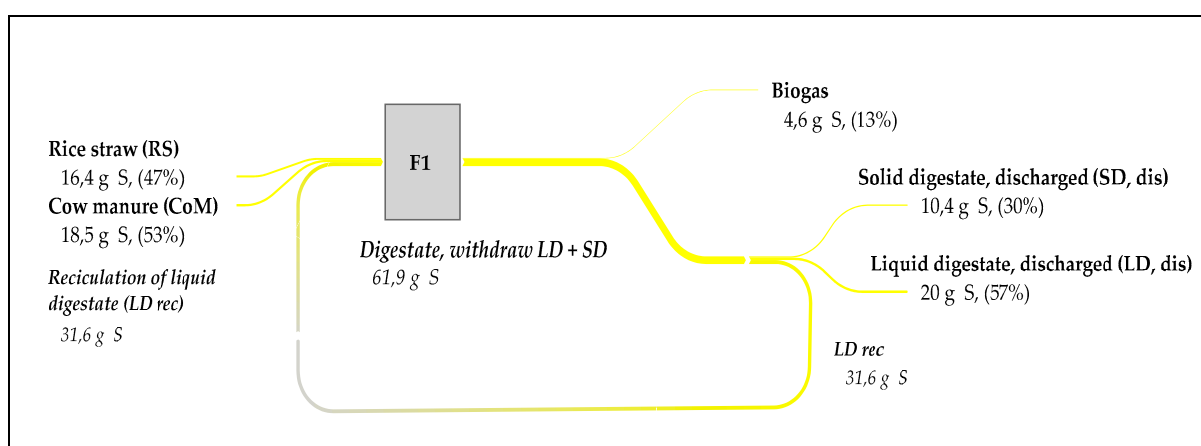 Biogas
4,6 g S, (13%)
Rice straw (RS)
16,4 g S, (47%)
F1
Cow manure (CoM)
18,5 g S, (53%)
Solid digestate, discharged (SD, dis)
10,4 g S, (30%)
Digestate, withdraw LD + SD
61,9 g S
Reciculation of liquid
digestate (LD rec)
31,6 g S
Liquid digestate, discharged (LD, dis)
20 g S, (57%)
LD rec
31,6 g S